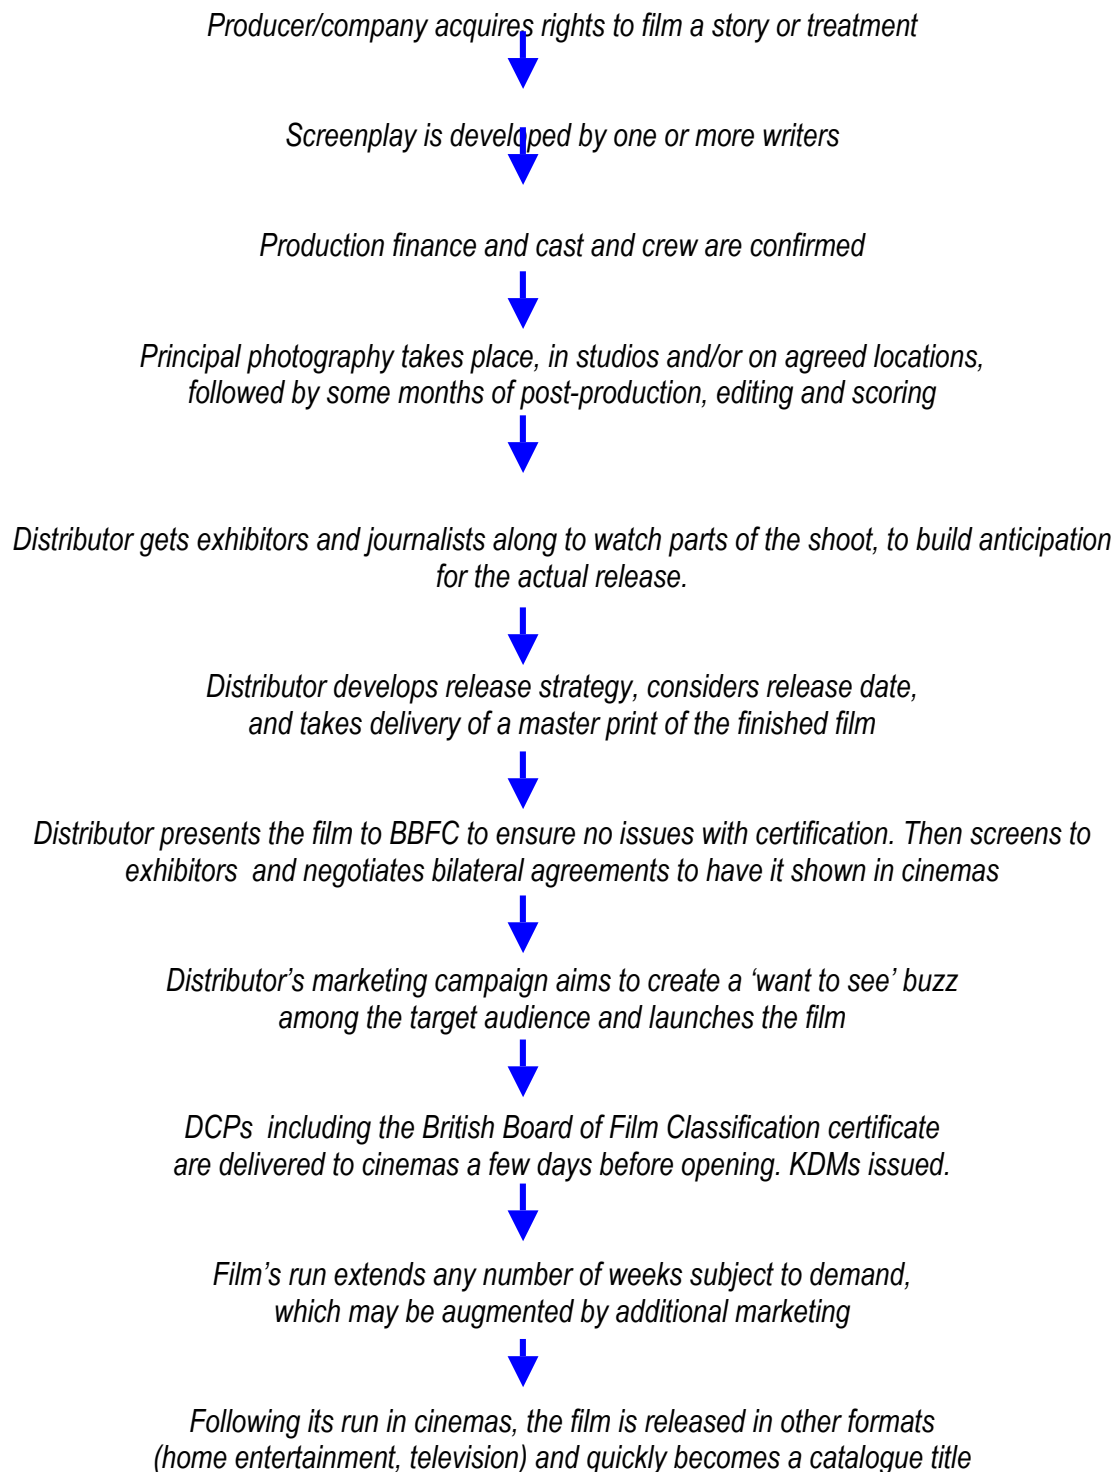 Producer/company acquires rights to film a story or treatment
Screenplay is developed by one or more writers
Production finance and cast and crew are confirmed
Principal photography takes place, in studios and/or on agreed locations,
followed by some months of post-production, editing and scoring
Distributor gets exhibitors and journalists along to watch parts of the shoot, to build anticipation
for the actual release.
Distributor develops release strategy, considers release date,
and takes delivery of a master print of the finished film
Distributor presents the film to BBFC to ensure no issues with certification. Then screens to
exhibitors  and negotiates bilateral agreements to have it shown in cinemas
Distributor’s marketing campaign aims to create a ‘want to see’ buzz
among the target audience and launches the film
DCPs  including the British Board of Film Classification certificate
are delivered to cinemas a few days before opening. KDMs issued.
Film’s run extends any number of weeks subject to demand,
which may be augmented by additional marketing
Following its run in cinemas, the film is released in other formats
(home entertainment, television) and quickly becomes a catalogue title